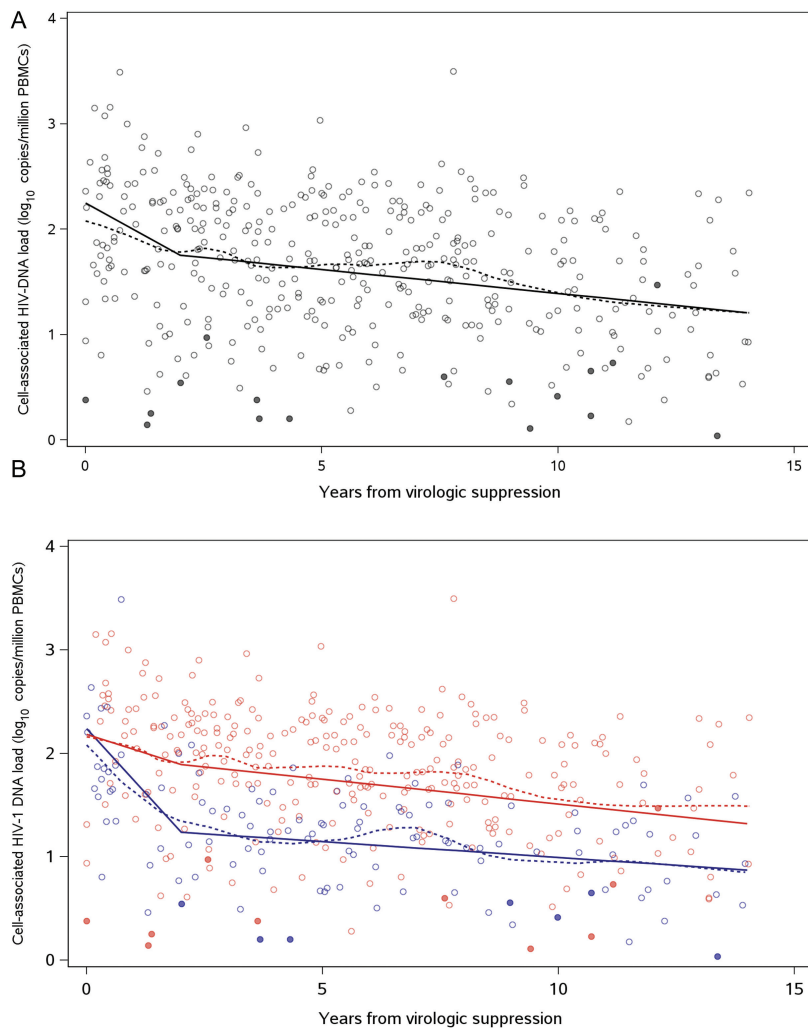 A
4
3
2
1
0
Cell-associated HIV-DNA load (log10 copies/million PBMCs)
0 5 10 15
Years from virologic suppression
B
4
3
2
1
0
Cell-associated HIV-1 DNA load (log10 copies/million PBMCs)
0 5 10 15
Years from virologic suppression